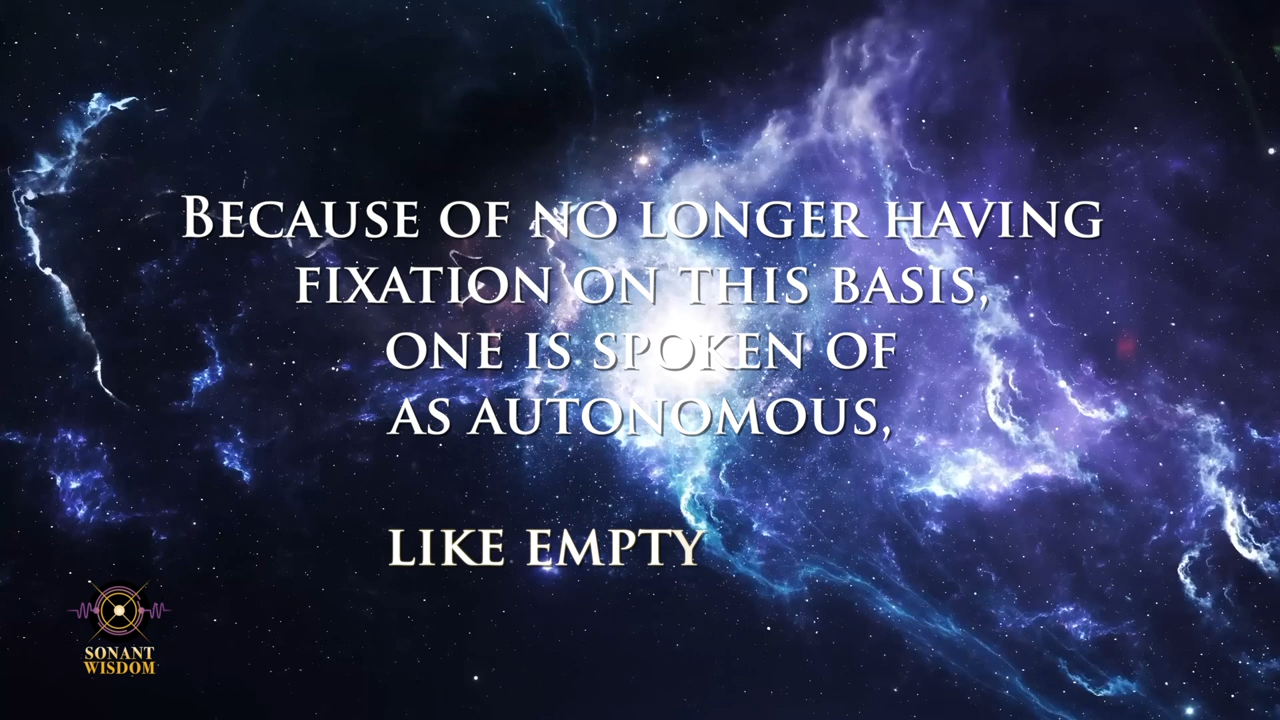 Because of no longer having
fixation on this basis,
one is spoken of
as autonomous,
like empty
SONANT
WISDOM